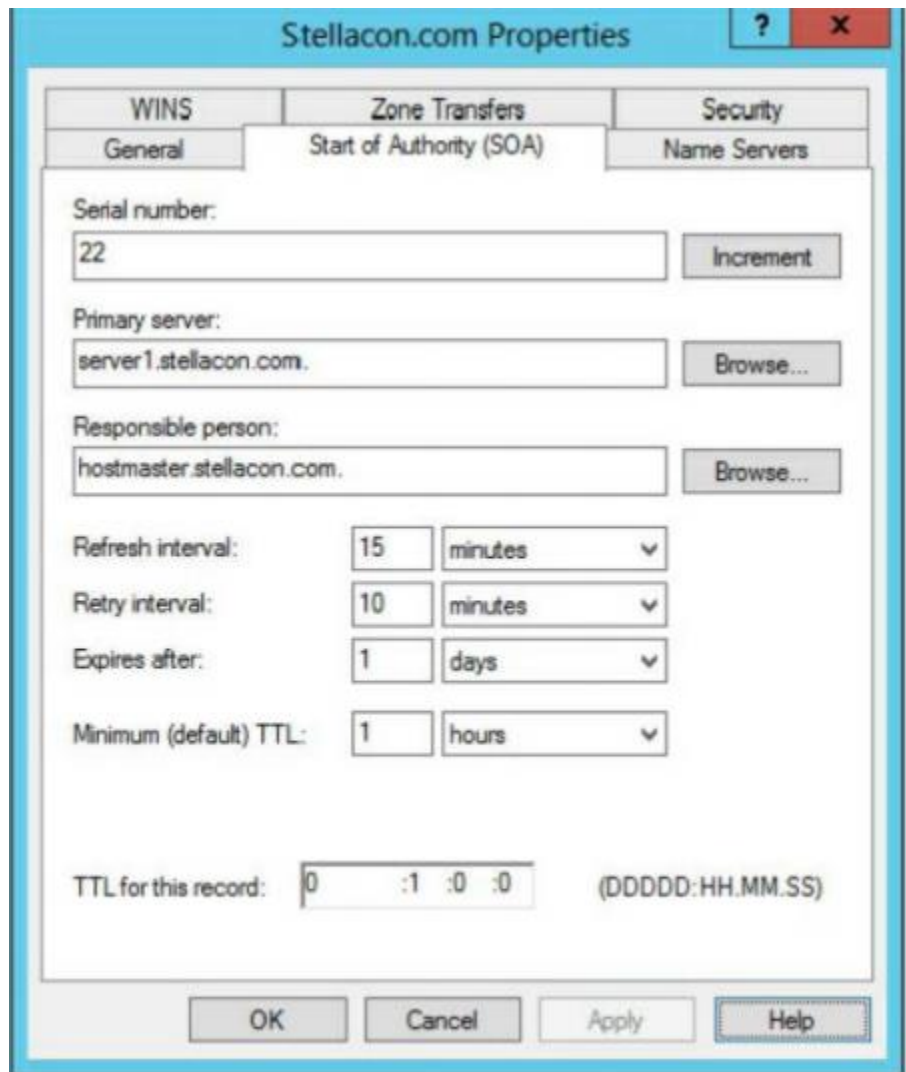 Stellacon.com Properties ? x
WINS Zone Transfers Security
General Start of Authority (SOA) Name Servers
Serial number:
22 Increment
Primary server:
server1.stellacon.com. Browse...
Responsible person:
hostmaster.stellacon.com. Browse...
Refresh interval: 15 minutes
Retry interval: 10 minutes
Expires after: 1 days
Minimum (default) TTL: 1 hours
TTL for this record: 0 :1 :0 :0 (DDDDD:HH.MM.SS)
OK Cancel Apply Help